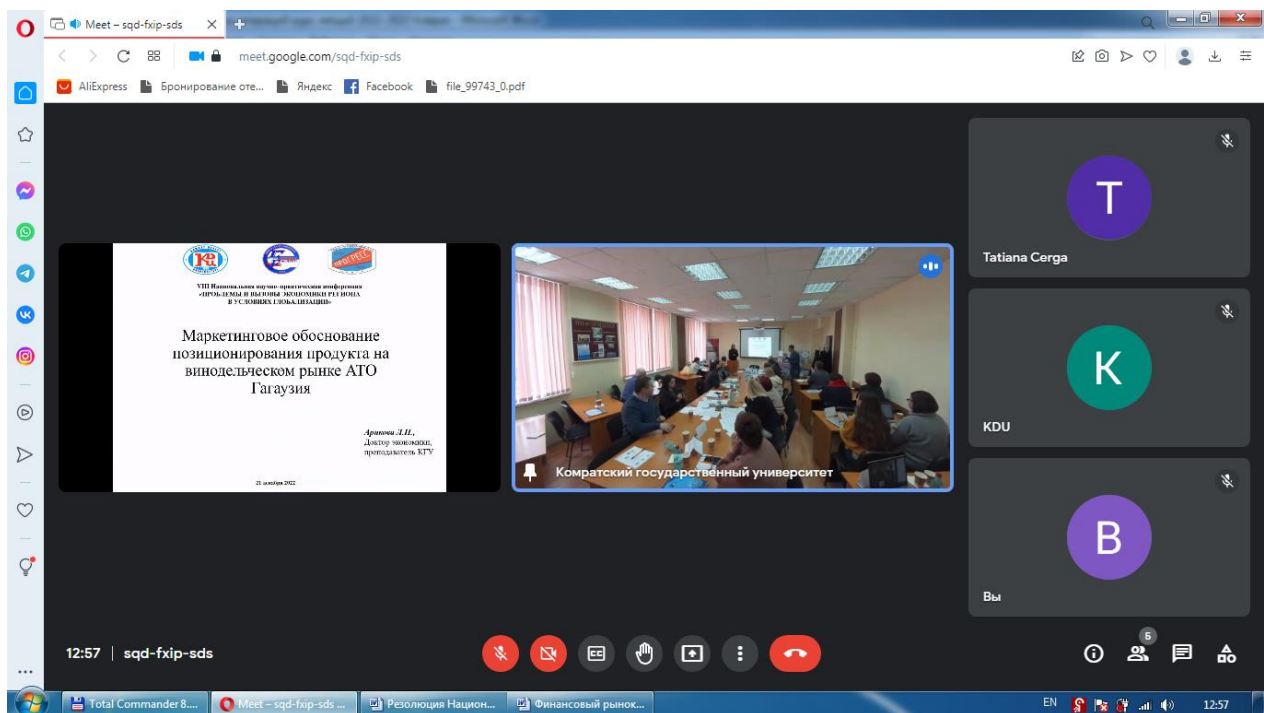 Meet – sqd-fxip-sds
meet.google.com/sqd-fxip-sds
AliExpress
Бронирование оте...
Яндекс
Facebook
file_99743_0.pdf
VIII Национальная научно-практическая конференция
«ПРОБЛЕМЫ И ВЫЗОВЫ ЭКОНОМИКИ РЕГИОНА
В УСЛОВИЯХ ГЛОБАЛИЗАЦИИ»
Маркетинговое обоснование
позиционирования продукта на
винодельческом рынке АТО
Гагаузия
Доктор экономики,
преподаватель КГУ
2022
Комратский государственный университет
T
Tatiana Cerga
K
KDU
В
Вы
12:57 | sqd-fxip-sds
CC
5
Total Commander 8....
Meet – sqd-fxip-sds ...
Резолюция Национ...
Финансовый рынок...
EN
12:57